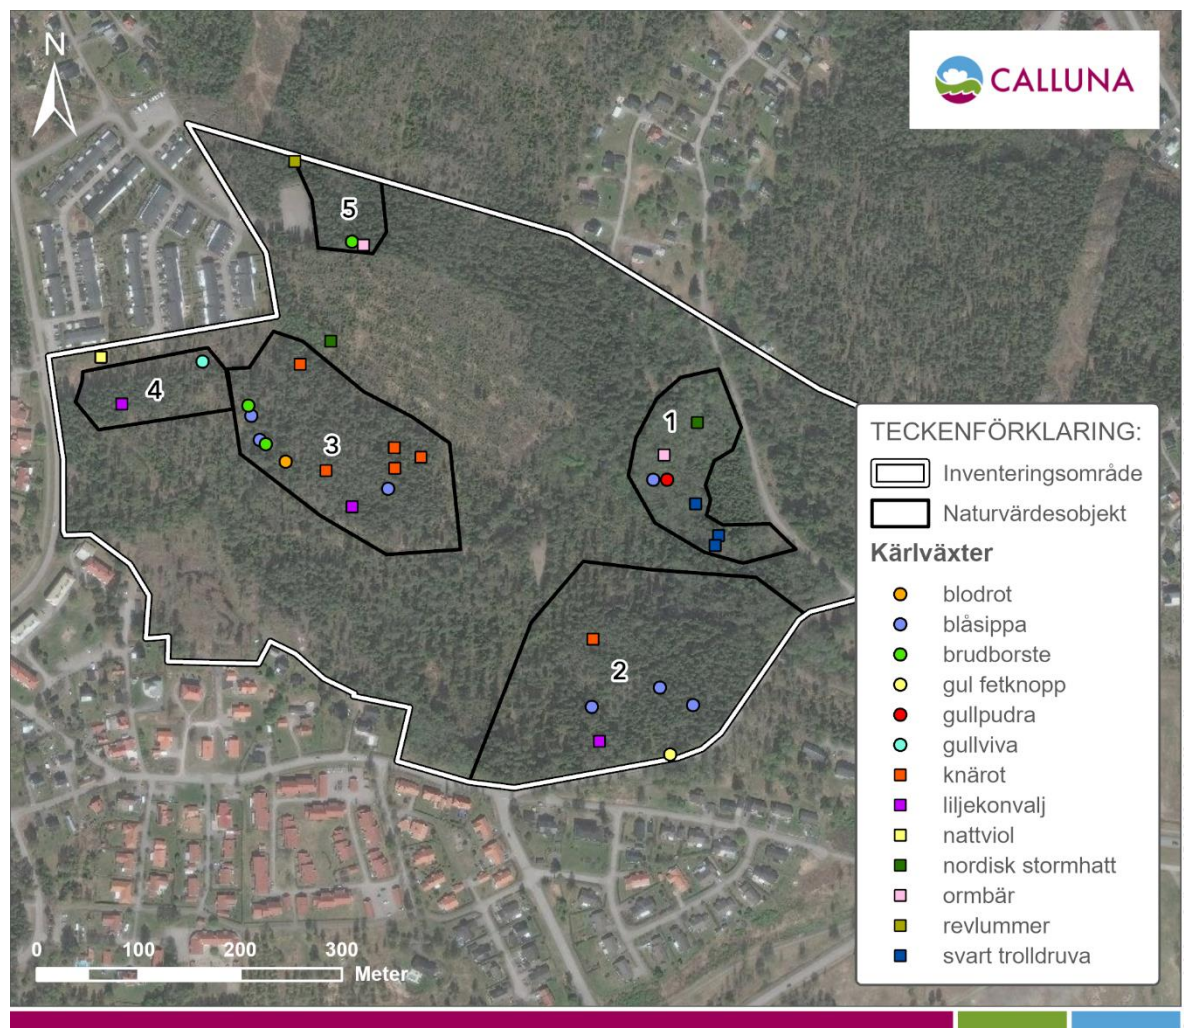 N
CALLUNA
5
4
3
1
2
TECKENFÖRKLARING:
Inventeringsområde
Naturvärdesobjekt
Kärlväxter
blodrot
blåsippa
brudborste
gul fetknopp
gullpudra
gullviva
knärot
liljekonvalj
nattviol
nordisk stormhatt
ormbär
revlummer
svart trolldruva
0 100 200 300
Meter